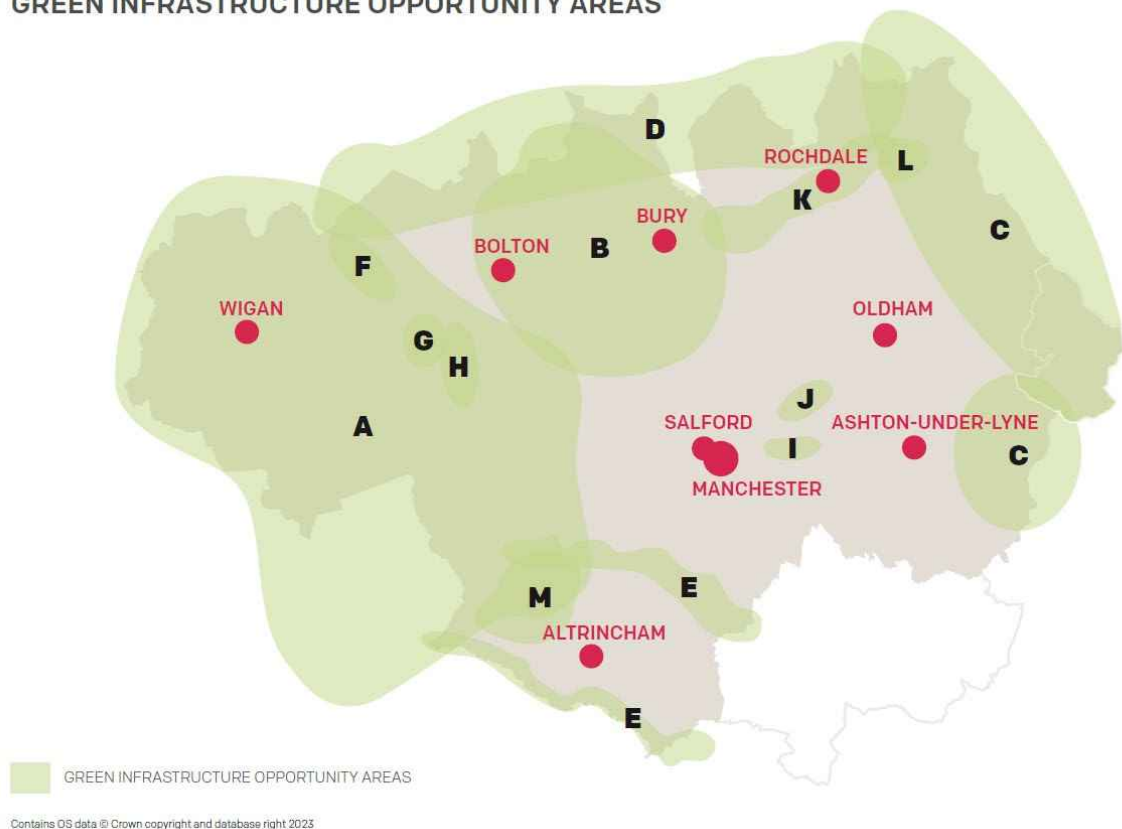 GREEN INFRASTRUCTURE OPPORTUNITY AREAS
D
ROCHDALE
L
K
BURY
C
BOLTON
B
F
WIGAN
OLDHAM
G
H
J
A
SALFORD
ASHTON-UNDER-LYNE
I
C
MANCHESTER
E
M
ALTRINCHAM
E
GREEN INFRASTRUCTURE OPPORTUNITY AREAS
Contains OS data © Crown copyright and database right 2023